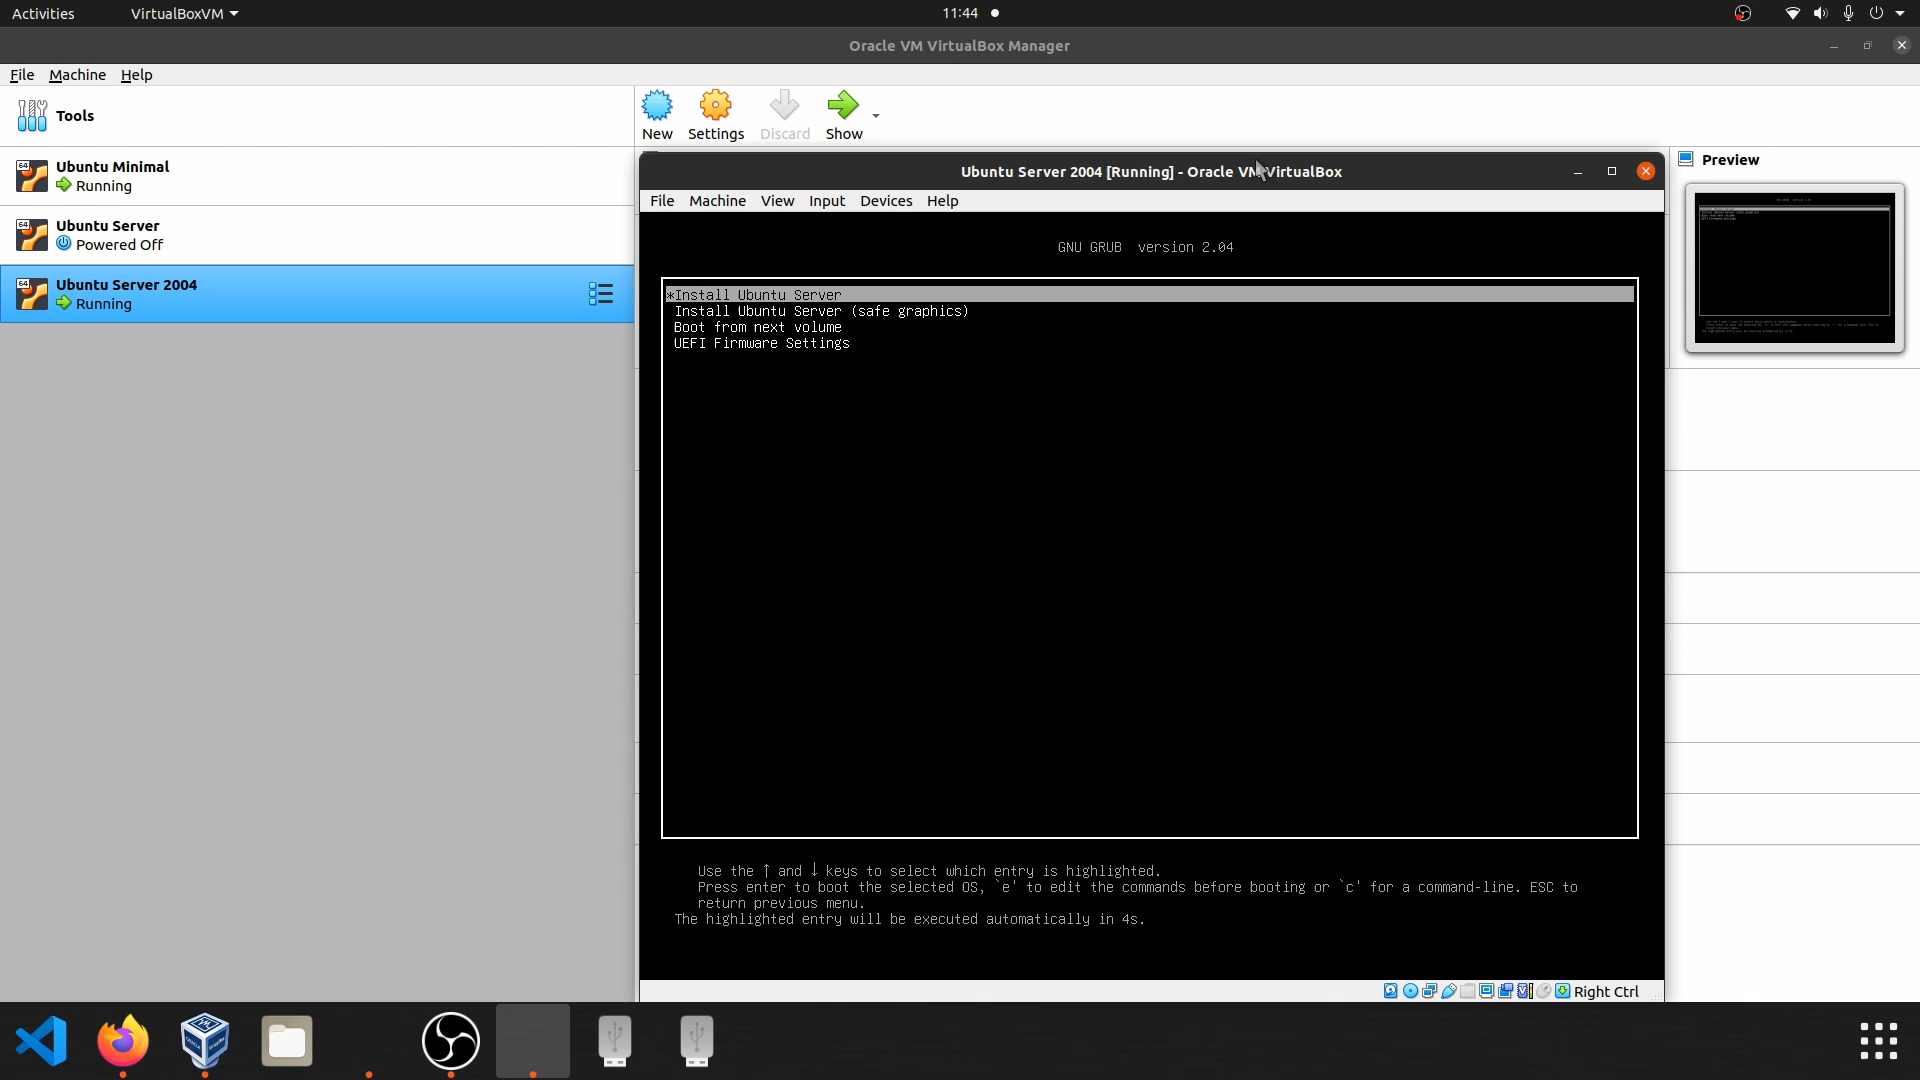 Activities VirtualBoxVM 11:44
Oracle VM VirtualBox Manager
File Machine Help
Tools
New Settings Discard Show
Ubuntu Minimal
Running
Ubuntu Server
Powered Off
Ubuntu Server 2004
Running
Preview
Ubuntu Server 2004 [Running] - Oracle VM VirtualBox
File Machine View Input Devices Help
GNU GRUB version 2.04
*Install Ubuntu Server
Install Ubuntu Server (safe graphics)
Boot from next volume
UEFI Firmware Settings
Use the ↑ and ↓ keys to select which entry is highlighted.
Press enter to boot the selected OS, `e' to edit the commands before booting or `c' for a command-line. ESC to
return previous menu.
The highlighted entry will be executed automatically in 4s.
Right Ctrl